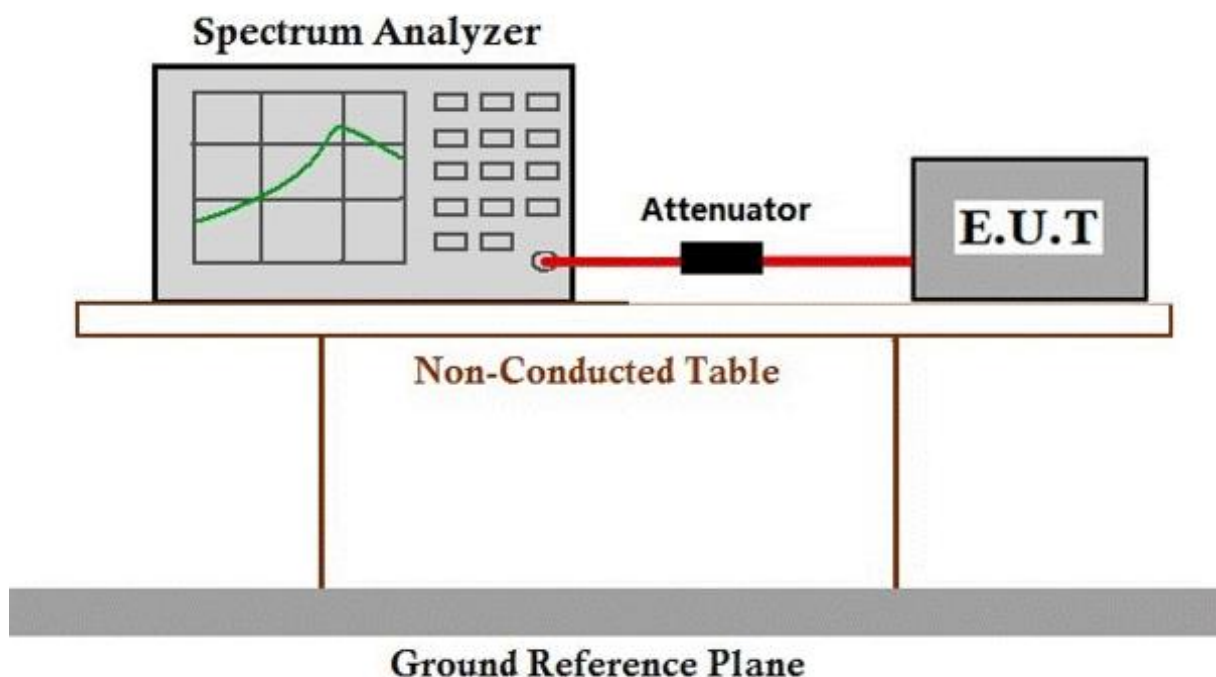 Spectrum Analyzer
Attenuator
E.U.T
Non-Conducted Table
Ground Reference Plane